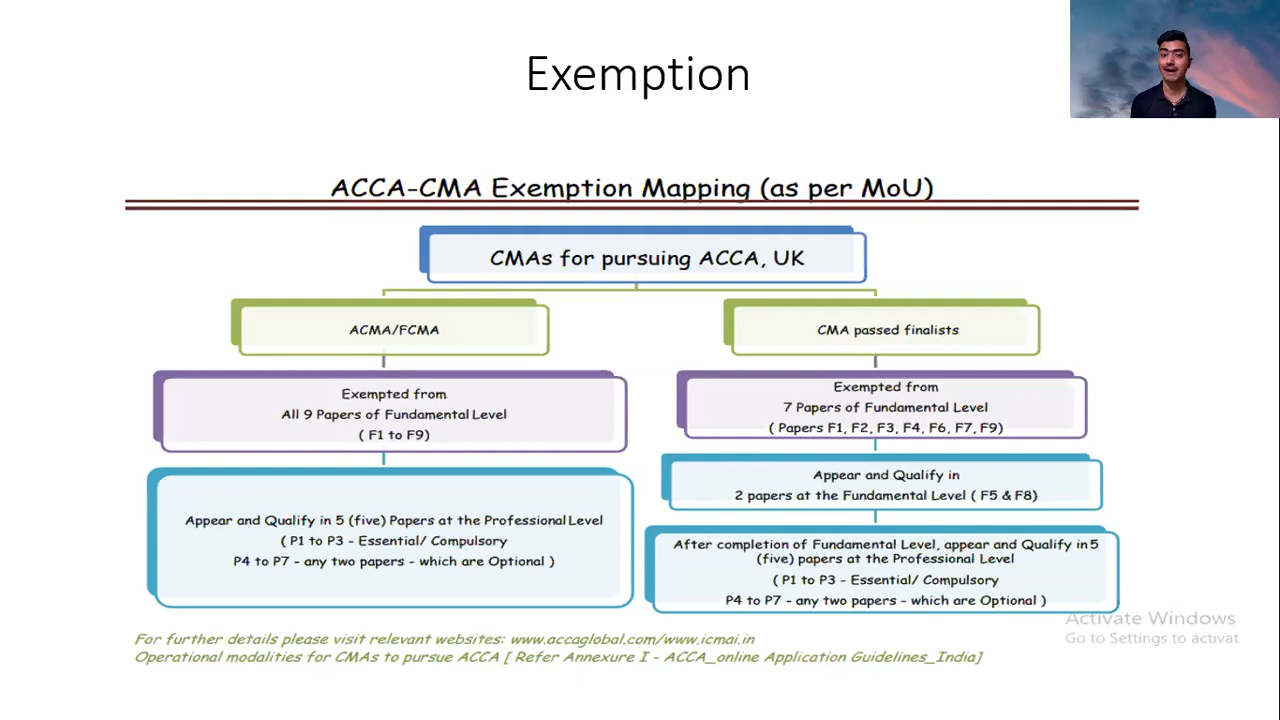 Exemption
ACCA-CMA Exemption Mapping (as per MoU)
CMAs for pursuing ACCA, UK
ACMA/FCMA
Exempted from
All 9 Papers of Fundamental Level
( F1 to F9)
Appear and Qualify in 5 (five) Papers at the Professional Level
( P1 to P3 - Essential/ Compulsory
P4 to P7 - any two papers - which are Optional )
CMA passed finalists
Exempted from
7 Papers of Fundamental Level
( Papers F1, F2, F3, F4, F6, F7, F9)
Appear and Qualify in
2 papers at the Fundamental Level ( F5 & F8)
After completion of Fundamental Level, appear and Qualify in 5
(five) papers at the Professional Level
( P1 to P3 - Essential/ Compulsory
P4 to P7 - any two papers - which are Optional )
Activate Windows
Go to Settings to activat
For further details please visit relevant websites: www.accaglobal.com/www.icmai.in
Operational modalities for CMAs to pursue ACCA [ Refer Annexure I - ACCA_online Application Guidelines_India]